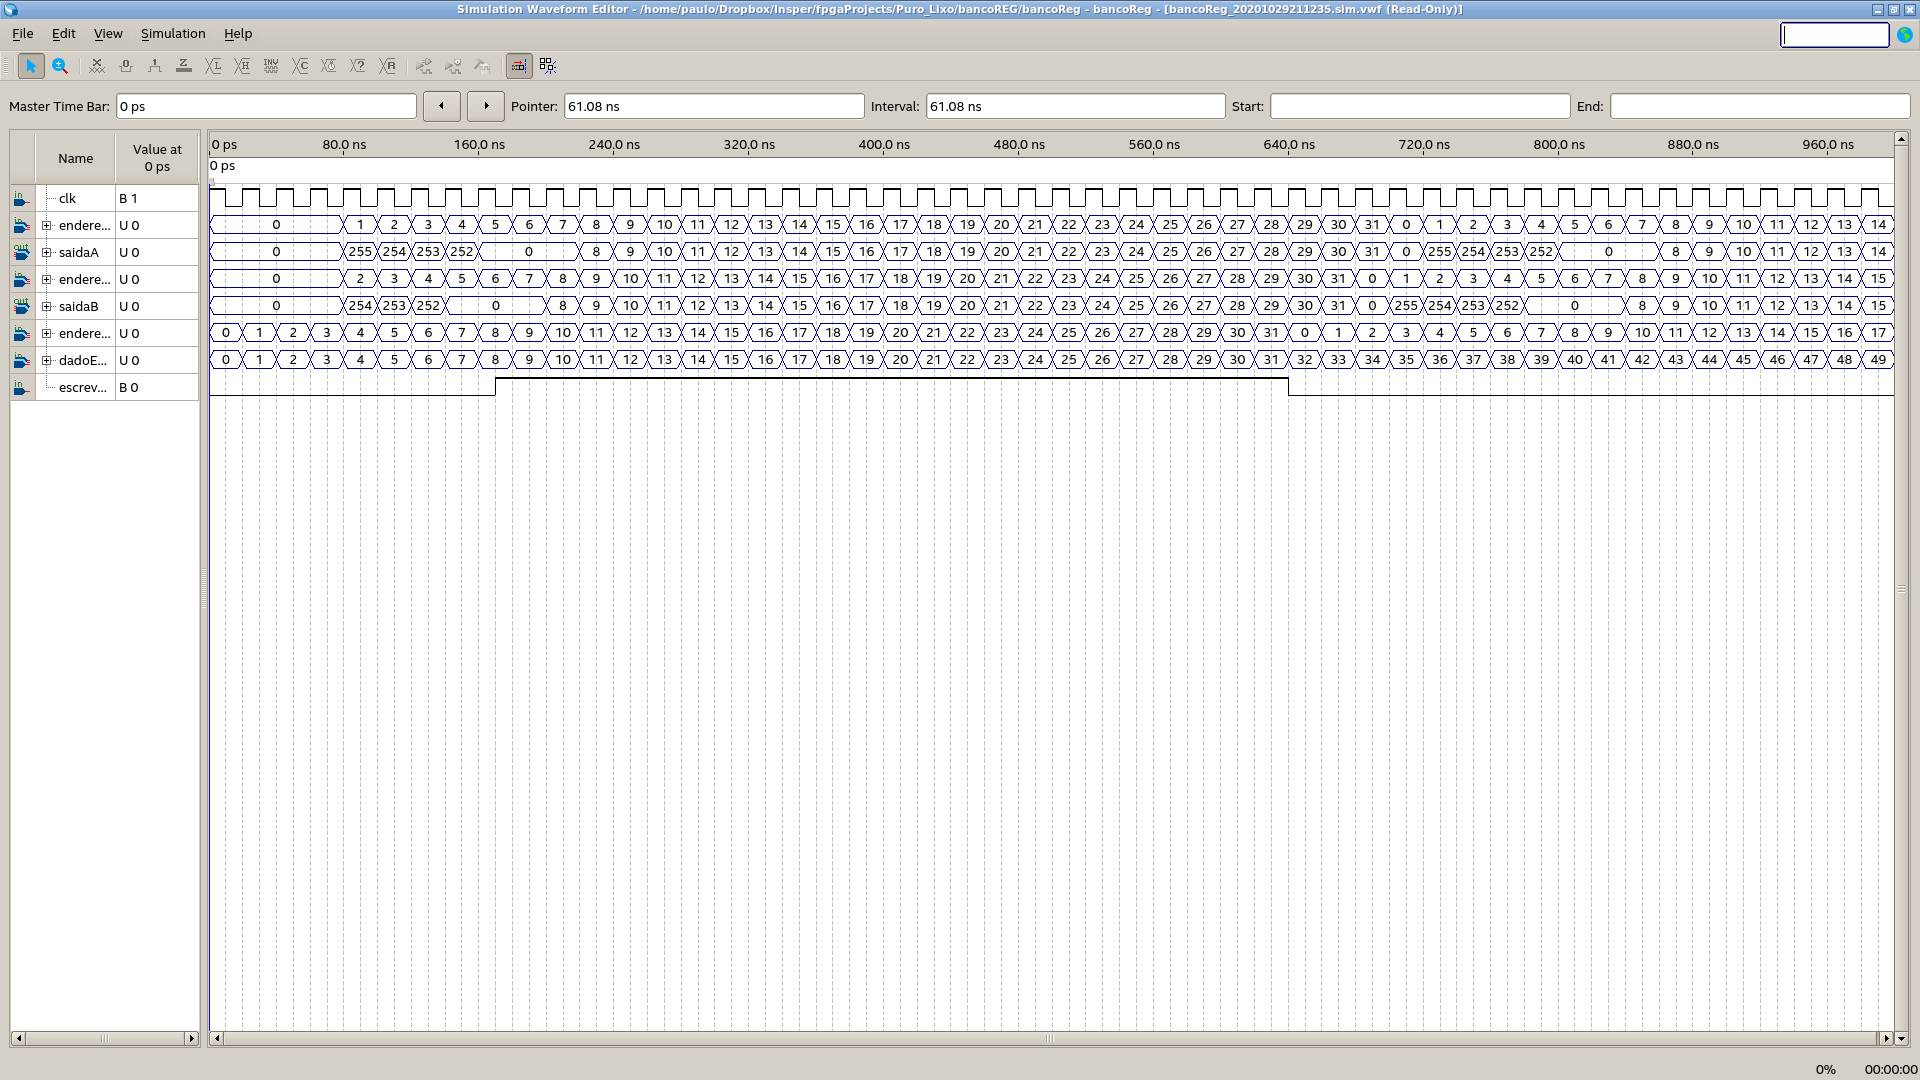 Simulation Waveform Editor - /home/paulo/Dropbox/Insper/fpgaProjects/Puro_Lixo/bancoREG/bancoReg - bancoReg - [bancoReg_20201029211235.sim.vwf (Read-Only)]
File Edit View Simulation Help
Master Time Bar: 0 ps Pointer: 61.08 ns Interval: 61.08 ns Start: End:
Name Value at 0 ps
0 ps 80.0 ns 160.0 ns 240.0 ns 320.0 ns 400.0 ns 480.0 ns 560.0 ns 640.0 ns 720.0 ns 800.0 ns 880.0 ns 960.0 ns
0 ps
clk B 1
endere... U 0 0 1 2 3 4 5 6 7 8 9 10 11 12 13 14 15 16 17 18 19 20 21 22 23 24 25 26 27 28 29 30 31 0 1 2 3 4 5 6 7 8 9 10 11 12 13 14
saidaA U 0 0 255 254 253 252 0 8 9 10 11 12 13 14 15 16 17 18 19 20 21 22 23 24 25 26 27 28 29 30 31 0 255 254 253 252 0 8 9 10 11 12 13 14
endere... U 0 0 2 3 4 5 6 7 8 9 10 11 12 13 14 15 16 17 18 19 20 21 22 23 24 25 26 27 28 29 30 31 0 1 2 3 4 5 6 7 8 9 10 11 12 13 14 15
saidaB U 0 0 254 253 252 0 8 9 10 11 12 13 14 15 16 17 18 19 20 21 22 23 24 25 26 27 28 29 30 31 0 255 254 253 252 0 8 9 10 11 12 13 14 15
endere... U 0 0 1 2 3 4 5 6 7 8 9 10 11 12 13 14 15 16 17 18 19 20 21 22 23 24 25 26 27 28 29 30 31 0 1 2 3 4 5 6 7 8 9 10 11 12 13 14 15 16 17
dadoE... U 0 0 1 2 3 4 5 6 7 8 9 10 11 12 13 14 15 16 17 18 19 20 21 22 23 24 25 26 27 28 29 30 31 32 33 34 35 36 37 38 39 40 41 42 43 44 45 46 47 48 49
escrev... B 0
0% 00:00:00